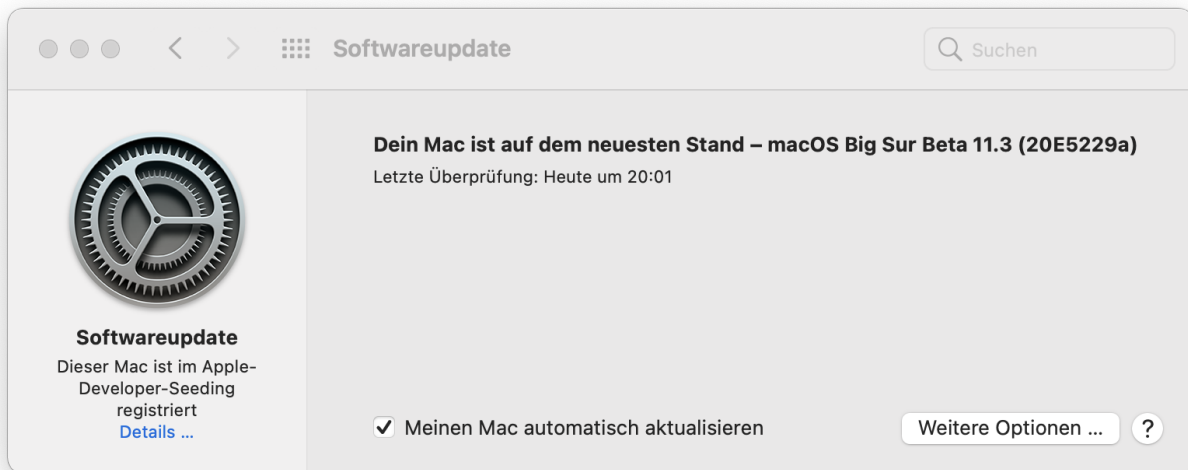 Softwareupdate
Suchen
Dein Mac ist auf dem neuesten Stand – macOS Big Sur Beta 11.3 (20E5229a)
Letzte Überprüfung: Heute um 20:01
Softwareupdate
Dieser Mac ist im Apple-
Developer-Seeding
registriert
Details ...
Meinen Mac automatisch aktualisieren
Weitere Optionen ...
?